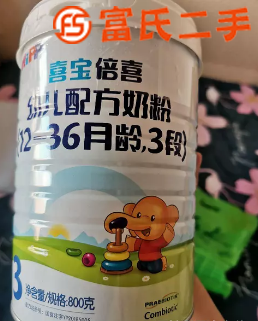 富氏二手
喜宝倍喜
幼儿配方奶粉
(12-36月龄,3段)
3
净含量/规格:800克
PRAEBIOTIK
Combiotic